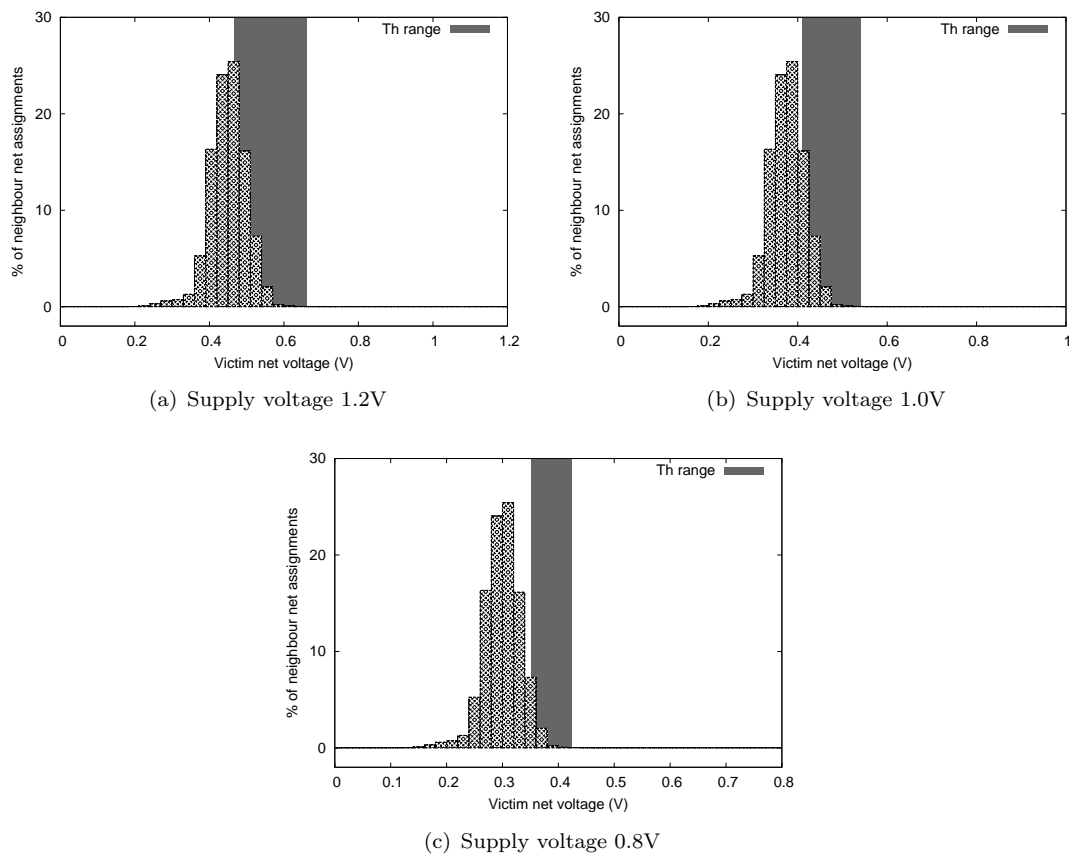 30
20
10
0
% of neighbour net assignments
Th range
0 0.2 0.4 0.6 0.8 1 1.2
Victim net voltage (V)
(a) Supply voltage 1.2V
30
20
10
0
% of neighbour net assignments
Th range
0 0.2 0.4 0.6 0.8 1
Victim net voltage (V)
(b) Supply voltage 1.0V
30
20
10
0
% of neighbour net assignments
Th range
0 0.1 0.2 0.3 0.4 0.5 0.6 0.7 0.8
Victim net voltage (V)
(c) Supply voltage 0.8V